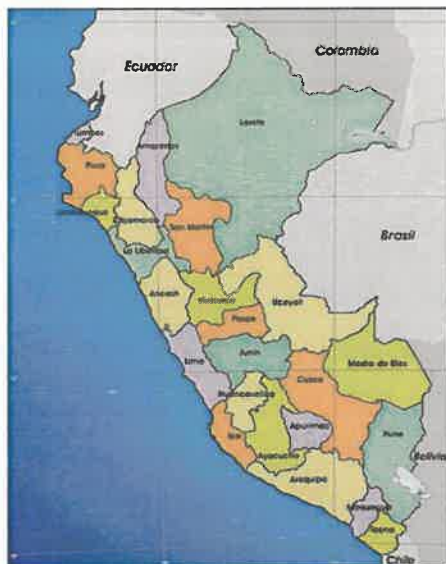 Colombia
Ecuador
Loreto
Tumbes
Amazonas
Piura
Cajamarca
San Martín
Brasil
La Libertad
Ancash
Huánuco
Ucayali
Pasco
Lima
Junín
Madre de Dios
Cusco
Huancavelica
Ica
Apurímac
Ayacucho
Puno
Bolivia
Arequipa
Moquegua
Tacna
Chile